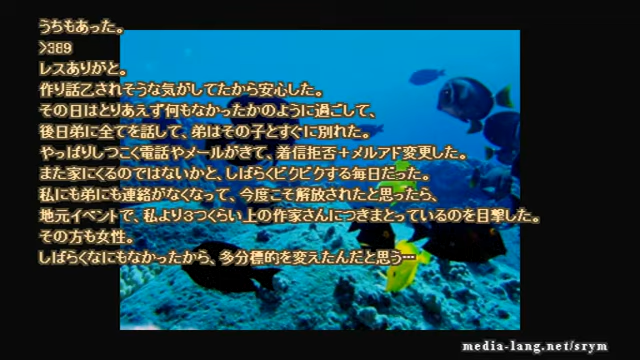 うちもあった。
>389
レスありがと。
作り話乙されそうな気がしてたから安心した。
その日はとりあえず何もなかったかのように過ごして、
後日弟に全てを話して、弟はその子とすぐに別れた。
やっぱりしつこく電話やメールがきて、着信拒否＋メルアド変更した。
また家にくるのではないかと、しばらくビクビクする毎日だった。
私にも弟にも連絡がなくなって、今度こそ解放されたと思ったら、
地元イベントで、私より3つくらい上の作家さんにつきまとっているのを目撃した。
その方も女性。
しばらくなにもなかったから、多分標的を変えたんだと思う…
media-lang.net/srym